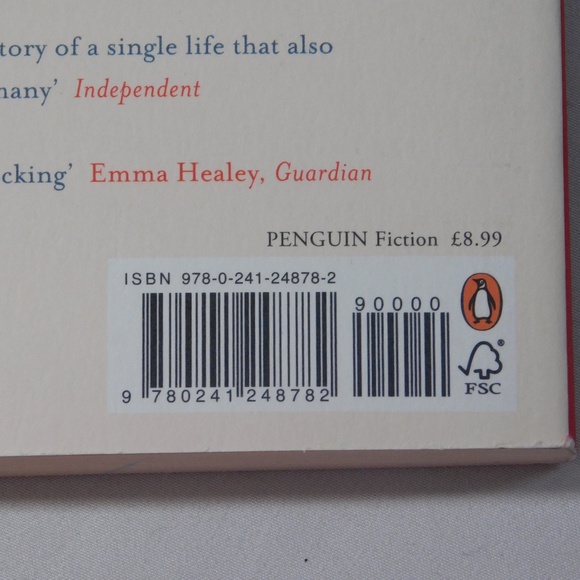 tory of a single life that also
many’ Independent
cking’ Emma Healey, Guardian
PENGUIN Fiction £8.99
ISBN 978-0-241-24878-2
90000
9 780241 248782
FSC